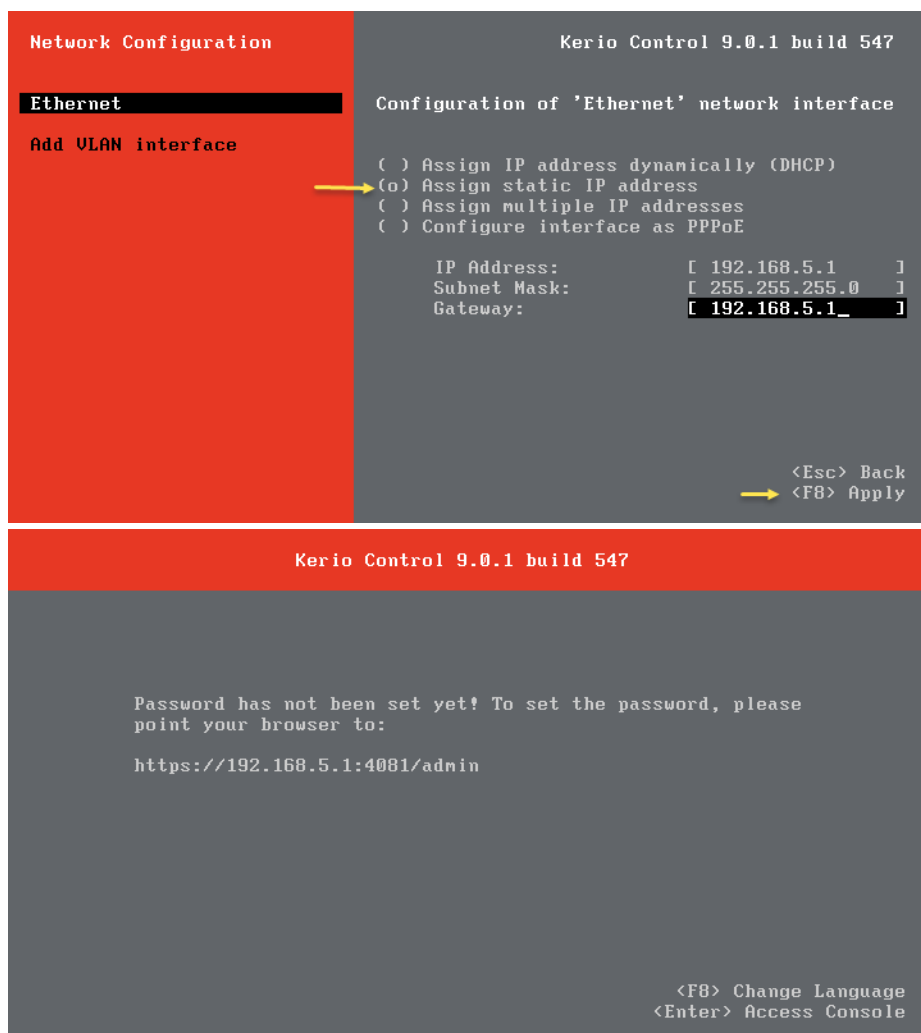 Network Configuration
Kerio Control 9.0.1 build 547
Ethernet
Configuration of 'Ethernet' network interface
Add VLAN interface
( ) Assign IP address dynamically (DHCP)
(o) Assign static IP address
( ) Assign multiple IP addresses
( ) Configure interface as PPPoE
IP Address: [ 192.168.5.1 ]
Subnet Mask: [ 255.255.255.0 ]
Gateway: [ 192.168.5.1_ ]
<Esc> Back
<F8> Apply
Kerio Control 9.0.1 build 547
Password has not been set yet! To set the password, please
point your browser to:
https://192.168.5.1:4081/admin
<F8> Change Language
<Enter> Access Console